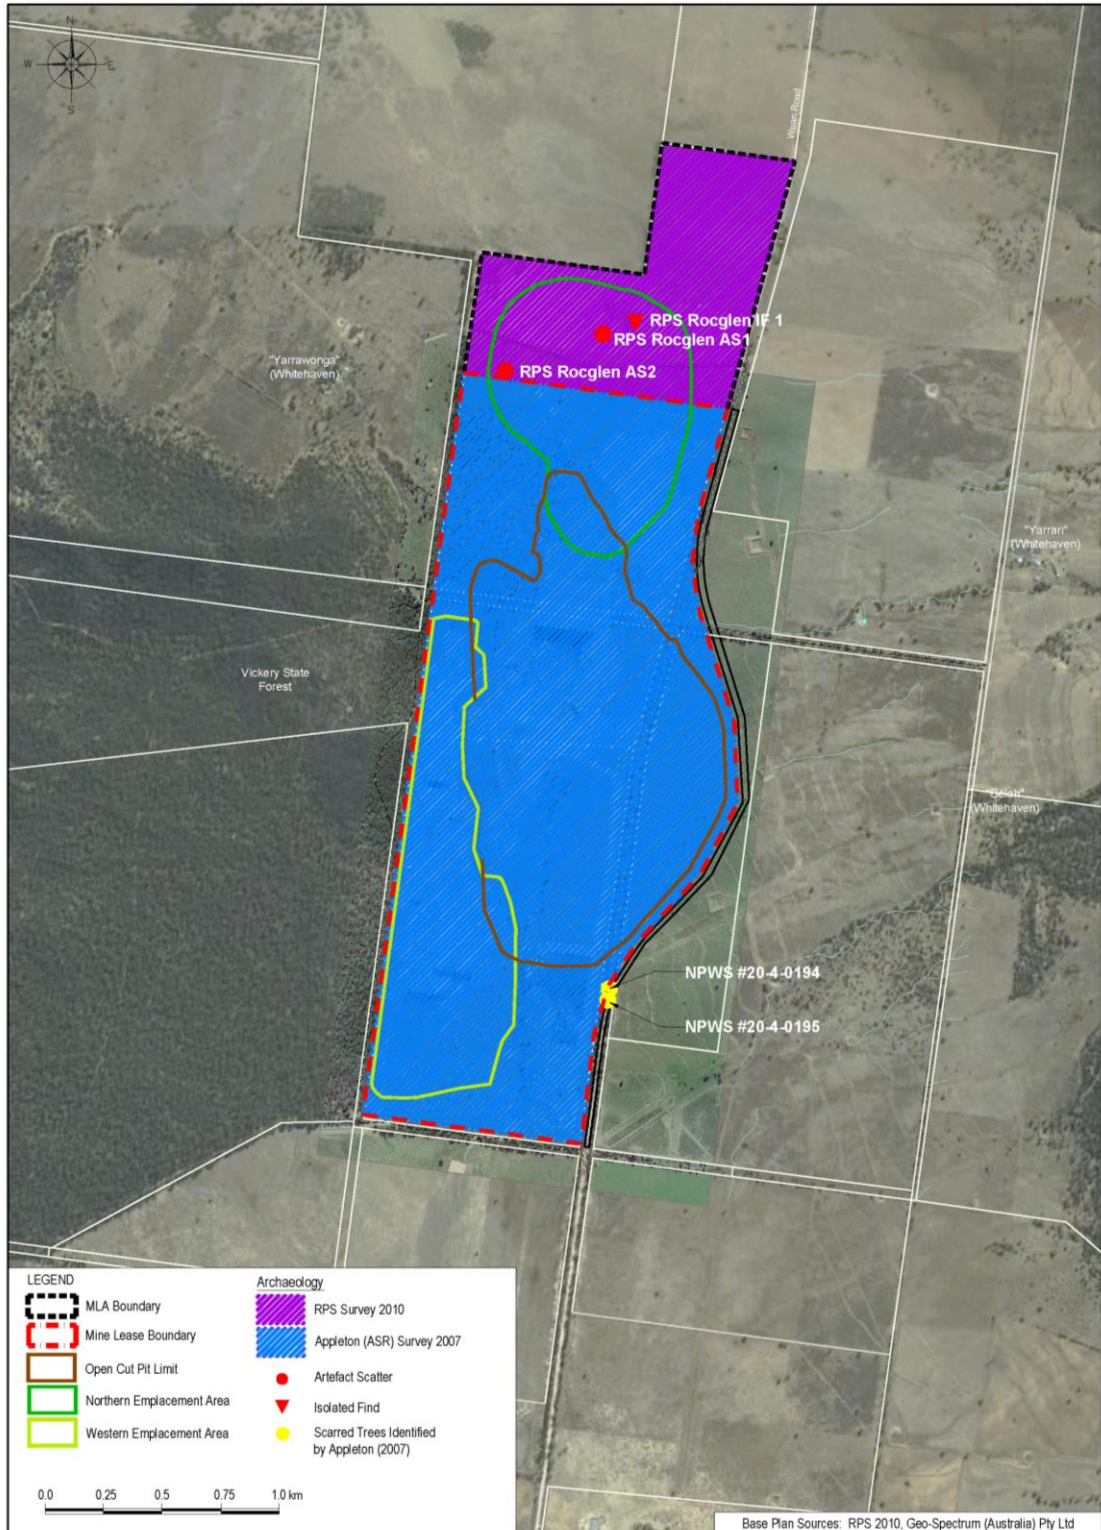 N
W
E
S
Wean Road
RPS Rocglen IF 1
RPS Rocglen AS1
RPS Rocglen AS2
"Yarrawonga"
(Whitehaven)
"Yarrari"
(Whitehaven)
Vickery State
Forest
(Whitehaven)
NPWS #20-4-0194
NPWS #20-4-0195
LEGEND
MLA Boundary
Mine Lease Boundary
Open Cut Pit Limit
Northern Emplacement Area
Western Emplacement Area
Archaeology
RPS Survey 2010
Appleton (ASR) Survey 2007
Artefact Scatter
Isolated Find
Scarred Trees Identified
by Appleton (2007)
0.0 0.25 0.5 0.75 1.0 km
Base Plan Sources: RPS 2010, Geo-Spectrum (Australia) Pty Ltd